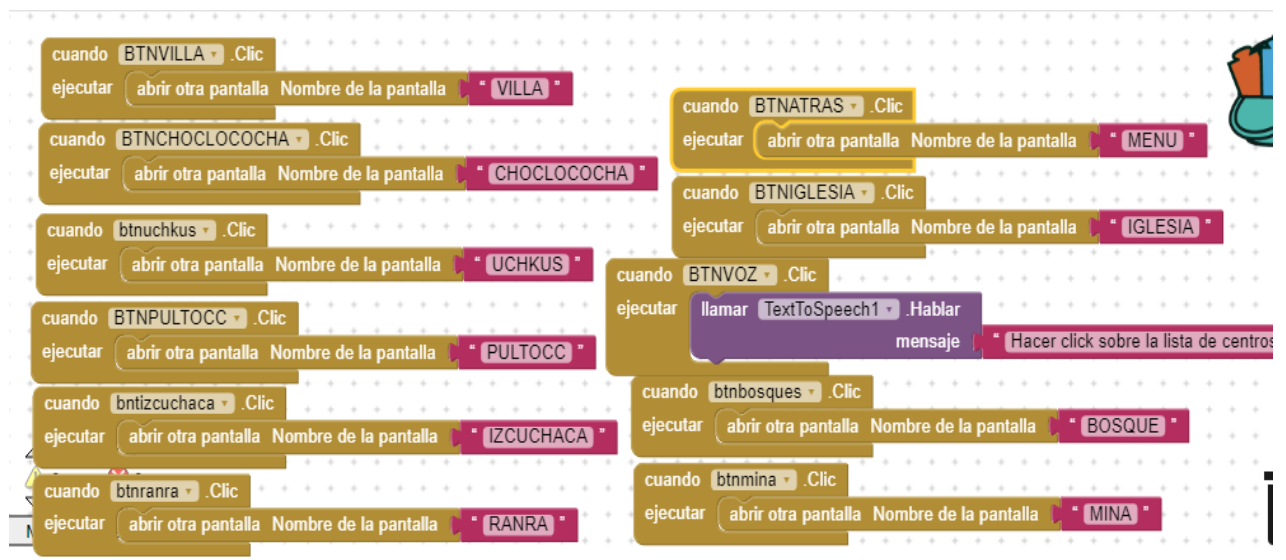 cuando BTNVILLA .Clic
ejecutar abrir otra pantalla Nombre de la pantalla " VILLA "
cuando BTNCHOCLOCOCHA .Clic
ejecutar abrir otra pantalla Nombre de la pantalla " CHOCLOCOCHA "
cuando btnuchkus .Clic
ejecutar abrir otra pantalla Nombre de la pantalla " UCHKUS "
cuando BTNPULTOCC .Clic
ejecutar abrir otra pantalla Nombre de la pantalla " PULTOCC "
cuando bntizcuchaca .Clic
ejecutar abrir otra pantalla Nombre de la pantalla " IZCUCHACA "
cuando btnranra .Clic
ejecutar abrir otra pantalla Nombre de la pantalla " RANRA "
cuando BTNATRAS .Clic
ejecutar abrir otra pantalla Nombre de la pantalla " MENU "
cuando BTNIGLESIA .Clic
ejecutar abrir otra pantalla Nombre de la pantalla " IGLESIA "
cuando BTNVOZ .Clic
ejecutar llamar TextToSpeech1 .Hablar
mensaje " Hacer click sobre la lista de centros
cuando btnbosques .Clic
ejecutar abrir otra pantalla Nombre de la pantalla " BOSQUE "
cuando btnmina .Clic
ejecutar abrir otra pantalla Nombre de la pantalla " MINA "